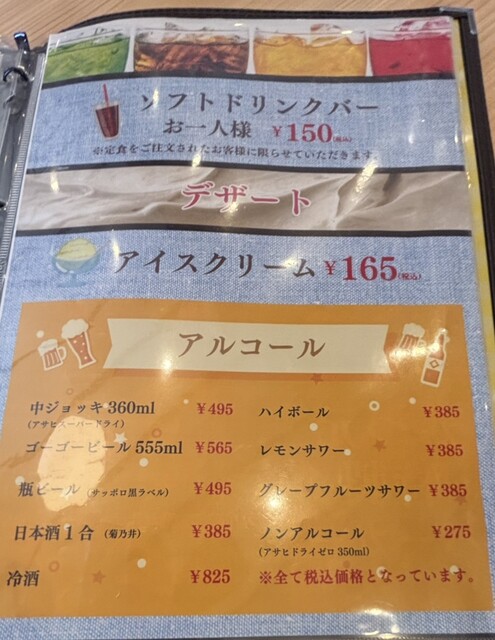 ソフトドリンクバー
お一人様 ￥150(税込)
※定食をご注文されたお客様に限らせていただきます。
デザート
アイスクリーム ￥165(税込)
アルコール
中ジョッキ 360ml ￥495
(アサヒスーパードライ)
ゴーゴービール 555ml ￥565
瓶ビール (サッポロ黒ラベル) ￥495
日本酒１合 (菊乃井) ￥385
冷酒 ￥825
ハイボール ￥385
レモンサワー ￥385
グレープフルーツサワー ￥385
ノンアルコール ￥275
(アサヒドライゼロ 350ml)
※全て税込価格となっています。